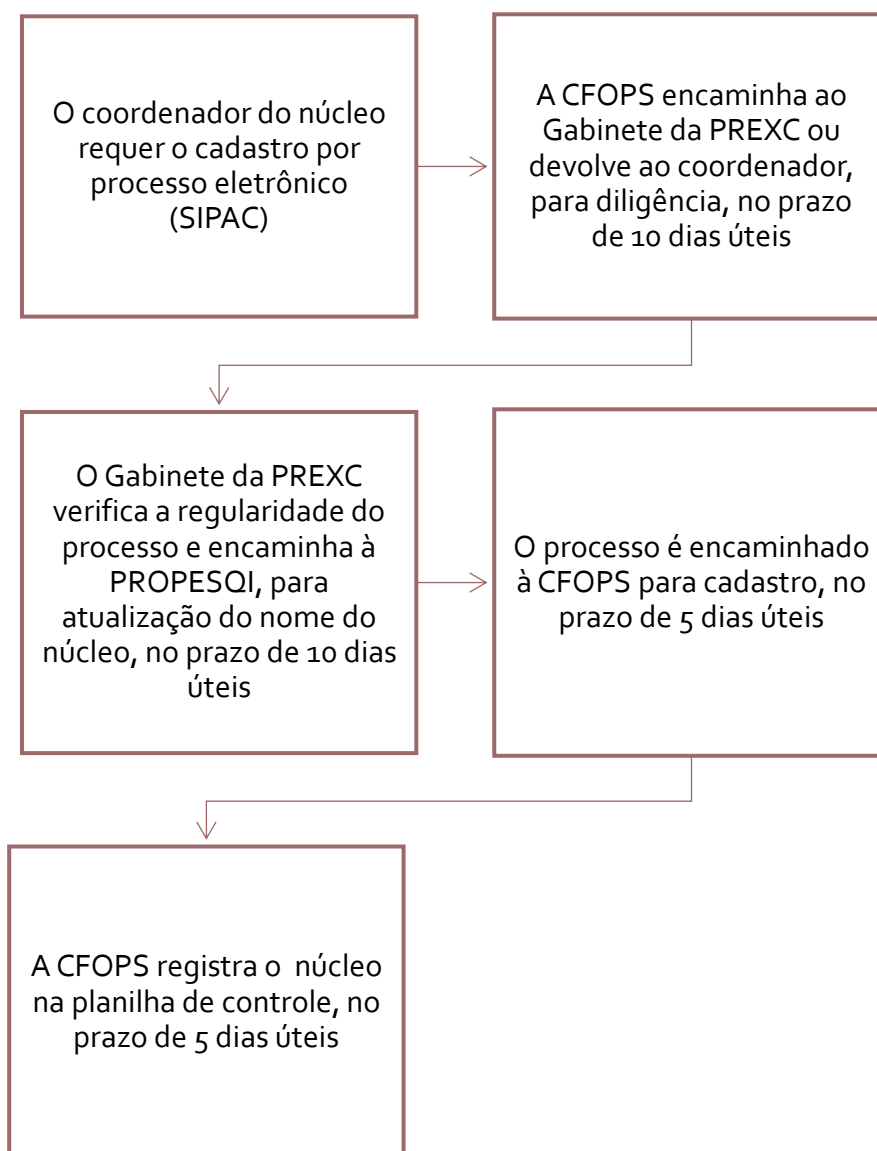 O coordenador do núcleo
requer o cadastro por
processo eletrônico
(SIPAC)
A CFOPS encaminha ao
Gabinete da PREXC ou
devolve ao coordenador,
para diligência, no prazo
de 10 dias úteis
O Gabinete da PREXC
verifica a regularidade do
processo e encaminha à
PROPESQI, para
atualização do nome do
núcleo, no prazo de 10 dias
úteis
O processo é encaminhado
à CFOPS para cadastro, no
prazo de 5 dias úteis
A CFOPS registra o  núcleo
na planilha de controle, no
prazo de 5 dias úteis